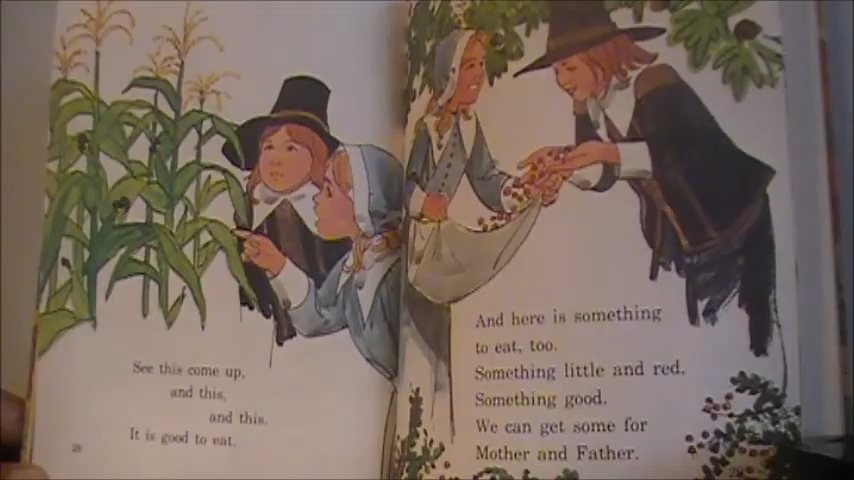 See this come up,
and this,
and this.
It is good to eat.
28
And here is something
to eat, too.
Something little and red.
Something good.
We can get some for
Mother and Father.